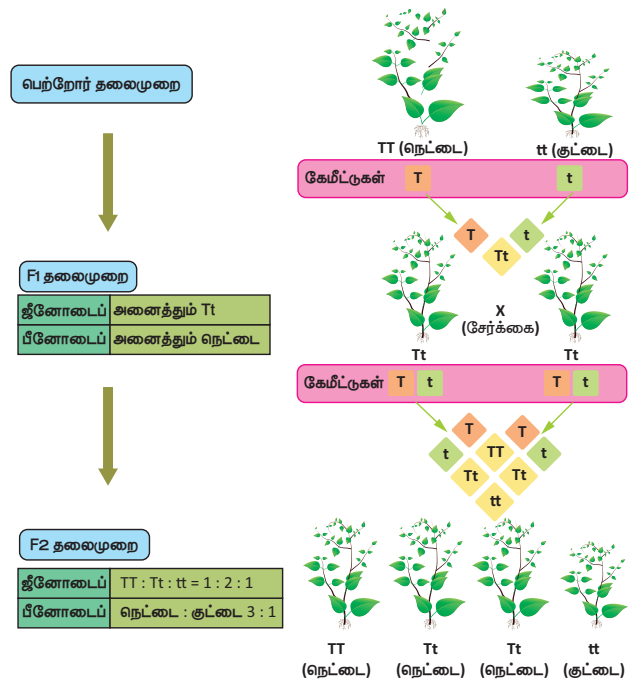 பெற்றோர் தலைமுறை
TT (நெட்டை)
tt (குட்டை)
கேமீட்டுகள் T t
T t
Tt
F1 தலைமுறை
ஜீனோடைப் அனைத்தும் Tt
பீனோடைப் அனைத்தும் நெட்டை
X
(சேர்க்கை)
Tt Tt
கேமீட்டுகள் T t T t
T T
t TT t
Tt Tt
tt
F2 தலைமுறை
ஜீனோடைப் TT : Tt : tt = 1 : 2 : 1
பீனோடைப் நெட்டை : குட்டை 3 : 1
TT Tt Tt tt
(நெட்டை) (நெட்டை) (நெட்டை) (குட்டை)